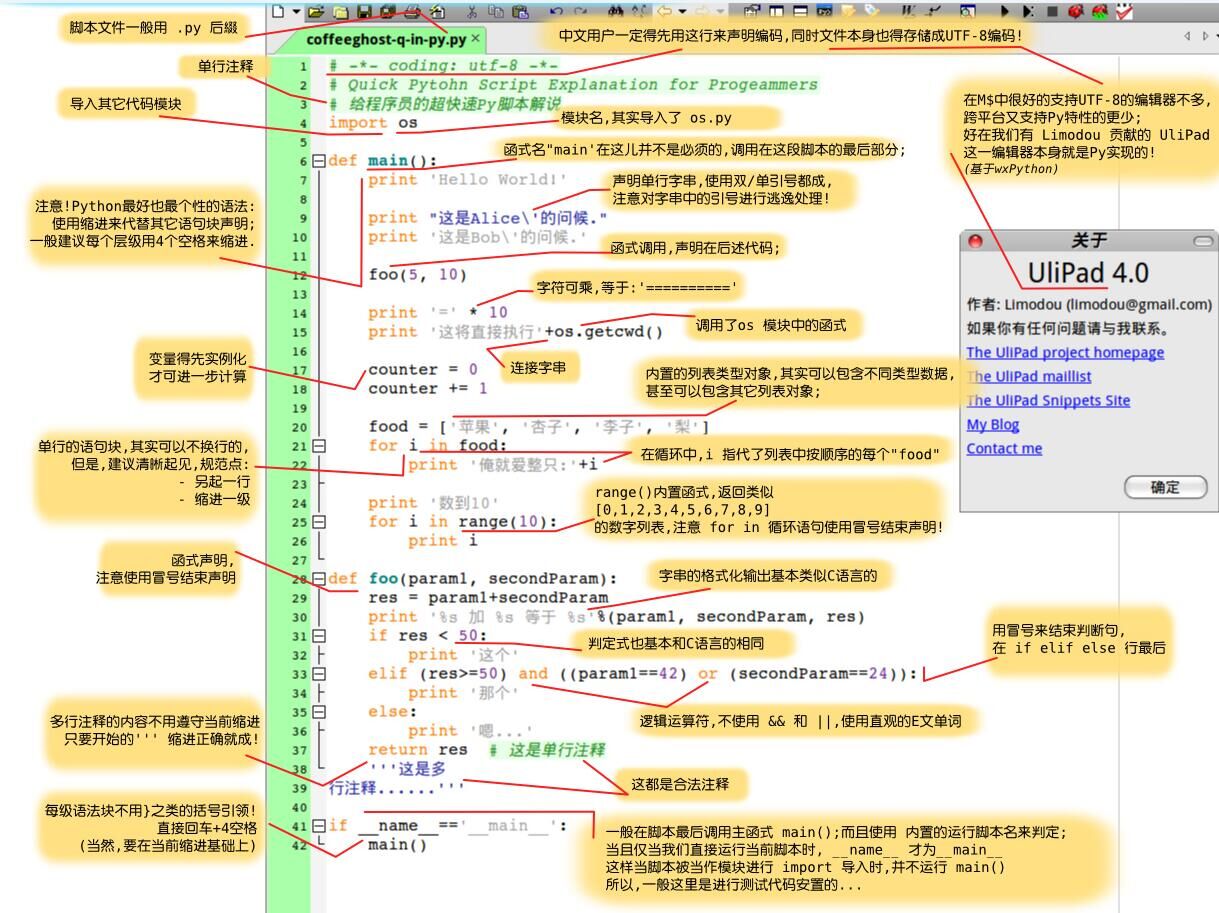 脚本文件一般用 .py 后缀
coffeeghost-q-in-py.py
中文用户一定得先用这行来声明编码,同时文件本身也得存储成UTF-8编码!
单行注释
导入其它代码模块
1 # -*- coding: utf-8 -*-
2 # Quick Pytohn Script Explanation for Progeammers
3 # 给程序员的超快速Py脚本解说
4 import os
模块名,其实导入了 os.py
在M$中很好的支持UTF-8的编辑器不多,
跨平台又支持Py特性的更少;
好在我们有 Limodou 贡献的 UliPad
这一编辑器本身就是Py实现的!
(基于wxPython)
5
函式名"main'在这儿并不是必须的,调用在这段脚本的最后部分;
6 def main():
7 print 'Hello World!'
声明单行字串,使用双/单引号都成,
注意对字串中的引号进行逃逸处理!
8
9 print "这是Alice\'的问候."
10 print '这是Bob\'的问候.'
注意!Python最好也最个性的语法:
使用缩进来代替其它语句块声明;
一般建议每个层级用4个空格来缩进.
11
函式调用,声明在后述代码;
12 foo(5, 10)
13
字符可乘,等于:'=========='
14 print '=' * 10
15 print '这将直接执行'+os.getcwd()
调用了os 模块中的函式
16
连接字串
变量得先实例化
才可进一步计算
17 counter = 0
18 counter += 1
内置的列表类型对象,其实可以包含不同类型数据,
甚至可以包含其它列表对象;
19
20 food = ['苹果', '杏子', '李子', '梨']
21 for i in food:
22 print '俺就爱整只:'+i
在循环中,i 指代了列表中按顺序的每个"food"
单行的语句块,其实可以不换行的,
但是,建议清晰起见,规范点:
- 另起一行
- 缩进一级
23
24 print '数到10'
25 for i in range(10):
26 print i
range()内置函式,返回类似
[0,1,2,3,4,5,6,7,8,9]
的数字列表,注意 for in 循环语句使用冒号结束声明!
27
函式声明,
注意使用冒号结束声明
28 def foo(param1, secondParam):
字串的格式化输出基本类似C语言的
29 res = param1+secondParam
30 print '%s 加 %s 等于 %s'%(param1, secondParam, res)
31 if res < 50:
判定式也基本和C语言的相同
32 print '这个'
33 elif (res>=50) and ((param1==42) or (secondParam==24)):
用冒号来结束判断句,
在 if elif else 行最后
34 print '那个'
35 else:
逻辑运算符,不使用 && 和 ||,使用直观的E文单词
36 print '嗯...'
37 return res # 这是单行注释
38 '''这是多
39 行注释......'''
这都是合法注释
多行注释的内容不用遵守当前缩进
只要开始的''' 缩进正确就成!
40
41 if __name__=='__main__':
42 main()
每级语法块不用}之类的括号引领!
直接回车+4空格
(当然,要在当前缩进基础上)
一般在脚本最后调用主函式 main();而且使用 内置的运行脚本名来判定;
当且仅当我们直接运行当前脚本时, __name__ 才为__main__
这样当脚本被当作模块进行 import 导入时,并不运行 main()
所以,一般这里是进行测试代码安置的...
关于
UliPad 4.0
作者: Limodou (limodou@gmail.com)
如果你有任何问题请与我联系。
The UliPad project homepage
The UliPad maillist
The UliPad Snippets Site
My Blog
Contact me
确定